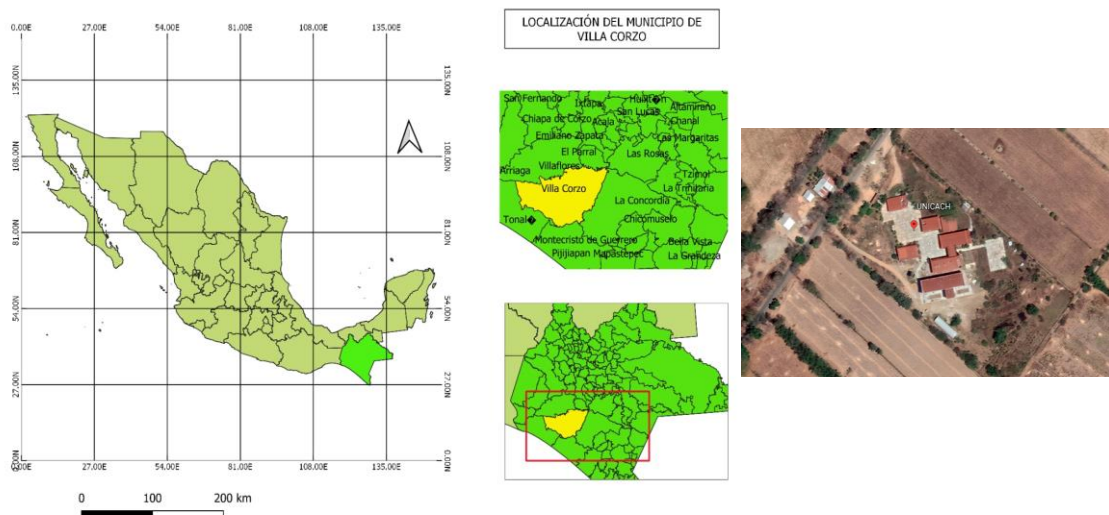 0.00E 27.00E 54.00E 81.00E 108.00E 135.00E
135.00N 135.00N
108.00N 108.00N
81.00N 81.00N
54.00N 54.00N
27.00N 27.00N
0.00N
0.00E 27.00E 54.00E 81.00E 108.00E 135.00E
0 100 200 km
LOCALIZACIÓN DEL MUNICIPIO DE
VILLA CORZO
San Fernando Ixtapa Huixt�n Altamirano
Chiapa de Corzo Acala San Lucas Chanal
Emiliano Zapata Las Margaritas
El Parral Las Rosas
Arriaga Villaflores Tzimol
Villa Corzo La Trinitaria
La Concordia
Tonal� Chicomuselo
Montecristo de Guerrero Bella Vista
Pijijiapan Mapastepec La Grandeza
UNICACH